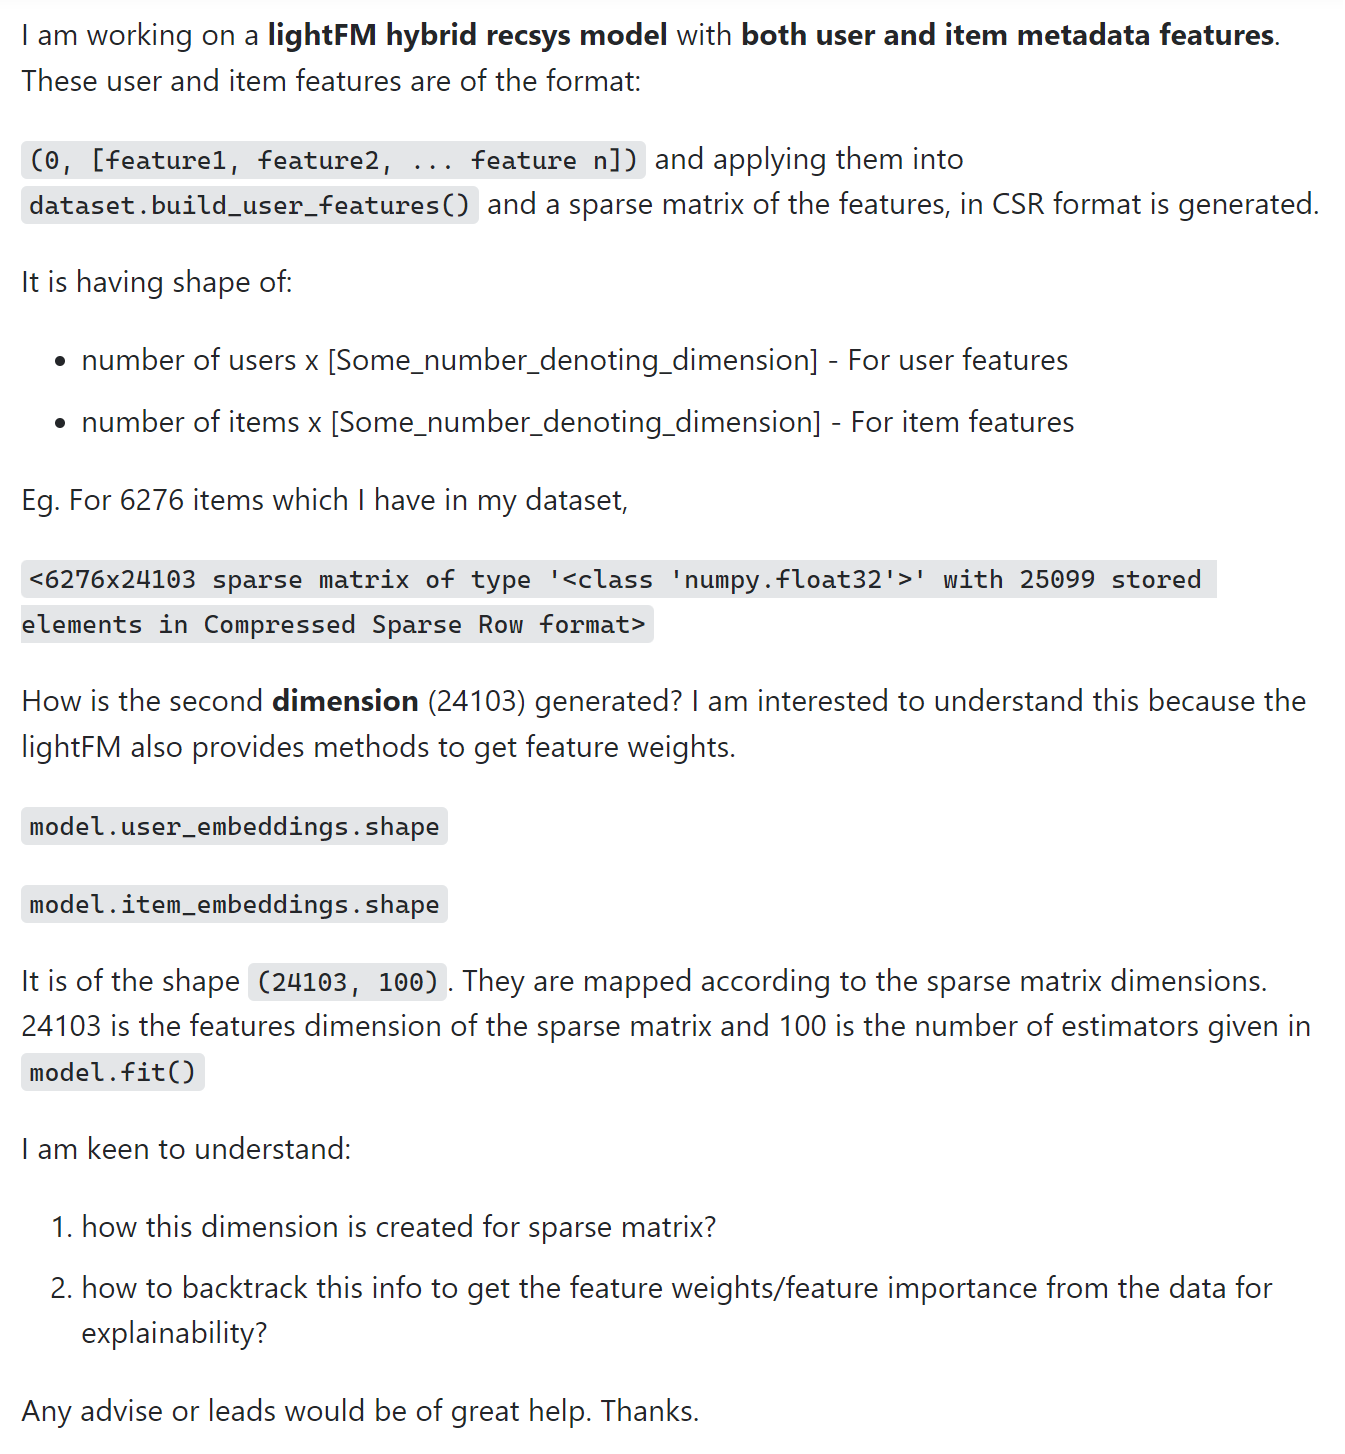 I am working on a lightFM hybrid recsys model with both user and item metadata features.
These user and item features are of the format:
(0, [feature1, feature2, ... feature n]) and applying them into
dataset.build_user_features() and a sparse matrix of the features, in CSR format is generated.
It is having shape of:
• number of users x [Some_number_denoting_dimension] - For user features
• number of items x [Some_number_denoting_dimension] - For item features
Eg. For 6276 items which I have in my dataset,
<6276x24103 sparse matrix of type '<class 'numpy.float32'>' with 25099 stored
elements in Compressed Sparse Row format>
How is the second dimension (24103) generated? I am interested to understand this because the
lightFM also provides methods to get feature weights.
model.user_embeddings.shape
model.item_embeddings.shape
It is of the shape (24103, 100). They are mapped according to the sparse matrix dimensions.
24103 is the features dimension of the sparse matrix and 100 is the number of estimators given in
model.fit()
I am keen to understand:
1. how this dimension is created for sparse matrix?
2. how to backtrack this info to get the feature weights/feature importance from the data for
explainability?
Any advise or leads would be of great help. Thanks.